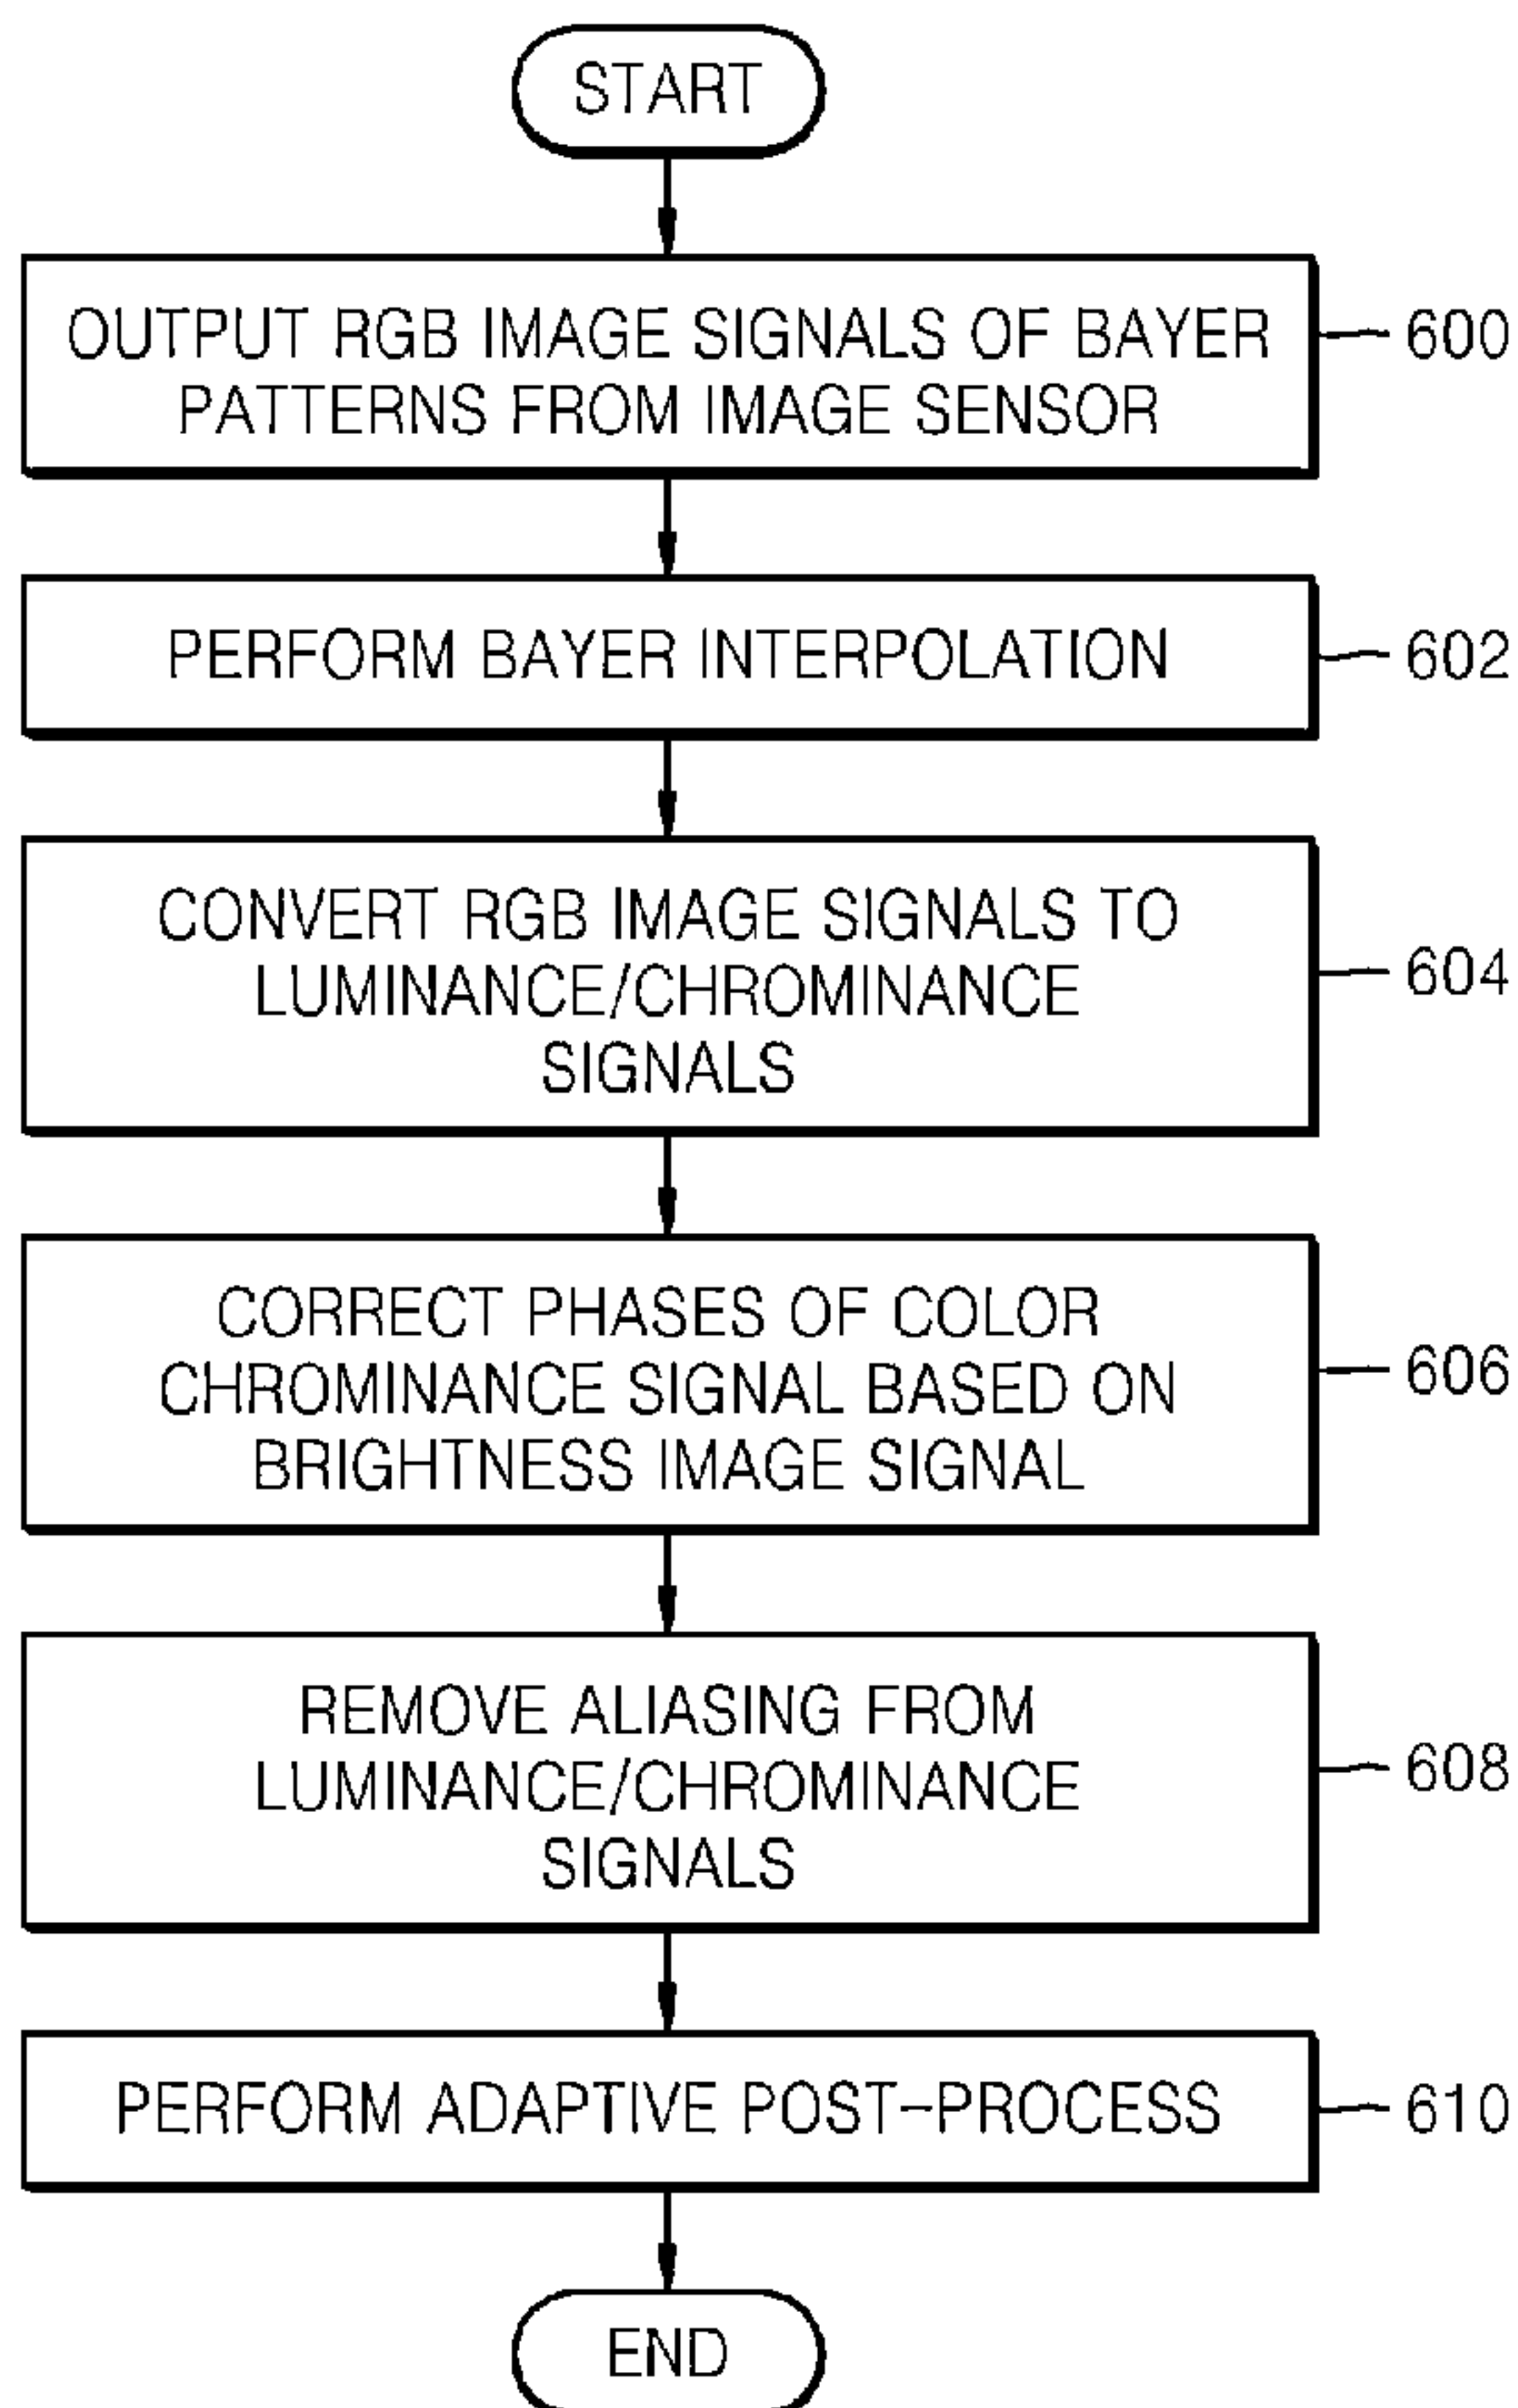 START
OUTPUT RGB IMAGE SIGNALS OF BAYER
PATTERNS FROM IMAGE SENSOR
600
PERFORM BAYER INTERPOLATION
602
CONVERT RGB IMAGE SIGNALS TO
LUMINANCE/CHROMINANCE
SIGNALS
604
CORRECT PHASES OF COLOR
CHROMINANCE SIGNAL BASED ON
BRIGHTNESS IMAGE SIGNAL
606
REMOVE ALIASING FROM
LUMINANCE/CHROMINANCE
SIGNALS
608
PERFORM ADAPTIVE POST-PROCESS
610
END